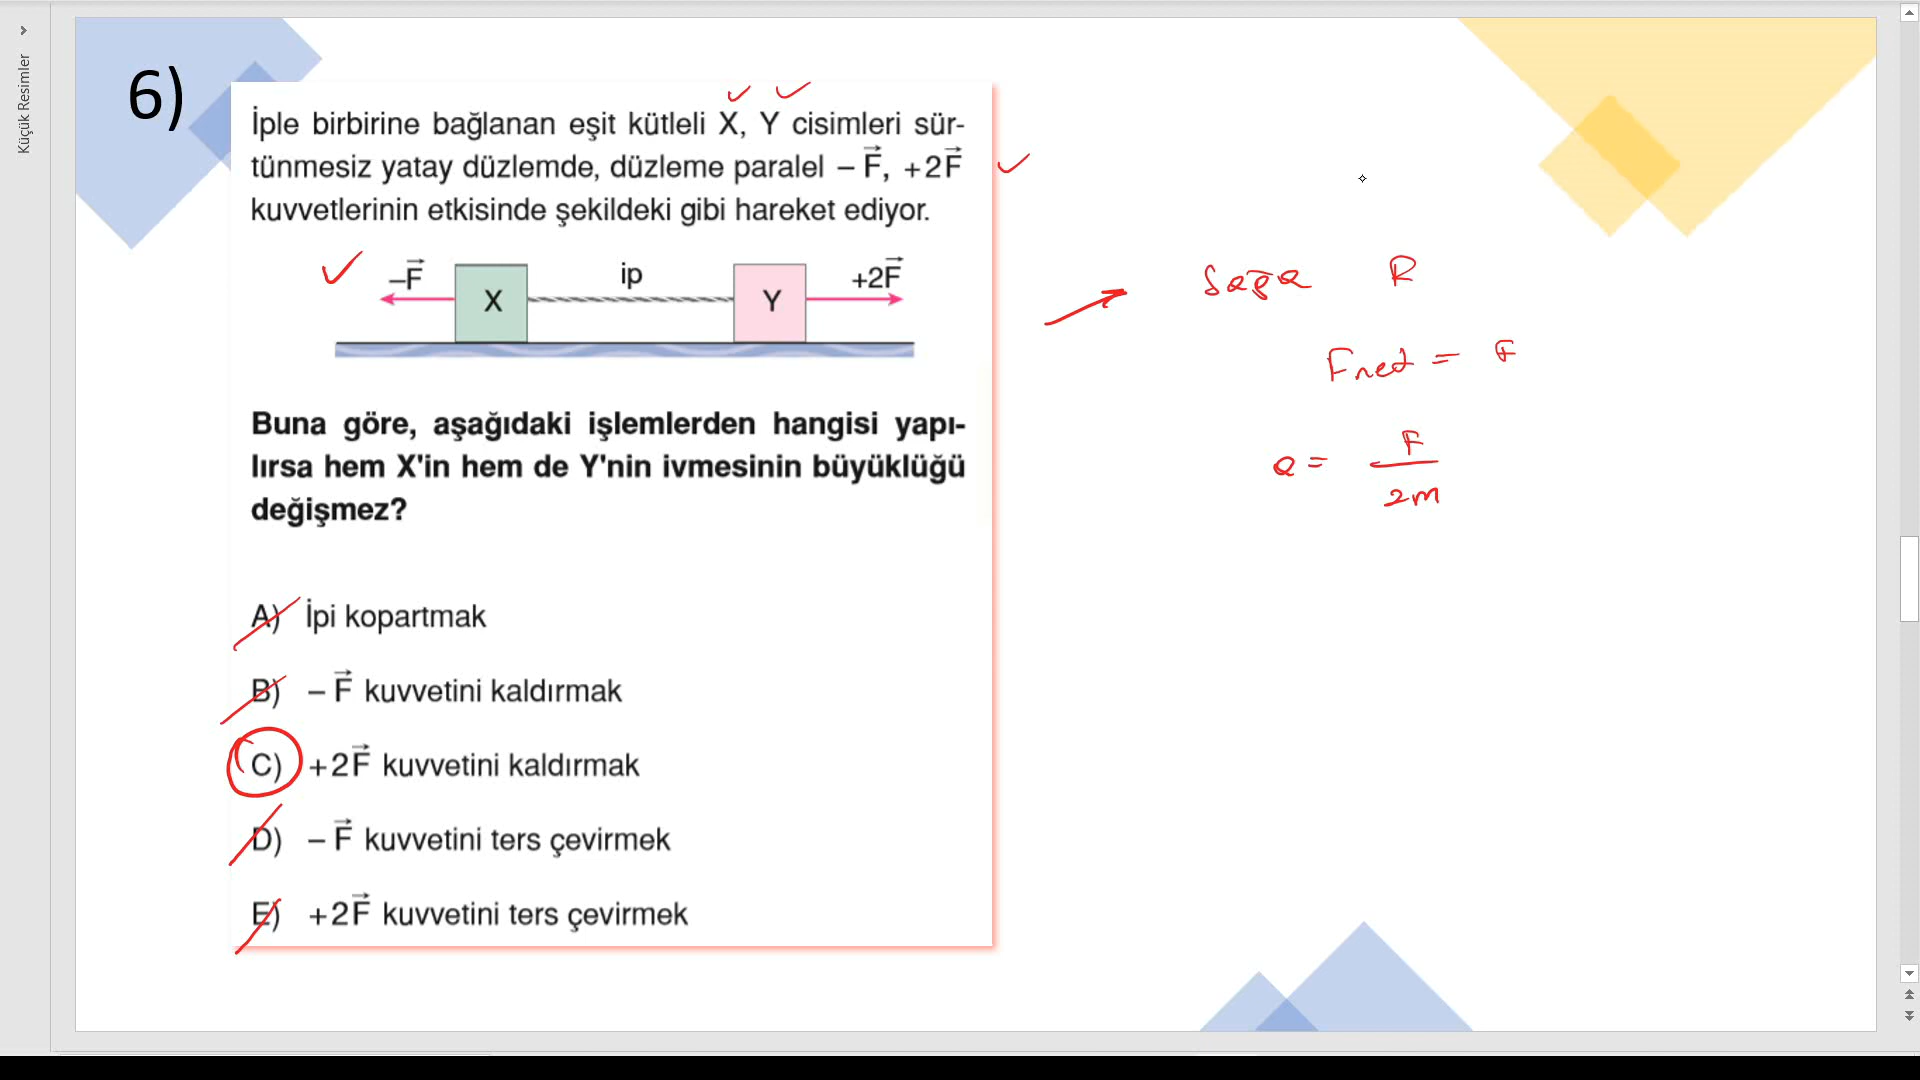 Küçük Resimler
6)
İple birbirine bağlanan eşit kütleli X, Y cisimleri sür-
tünmesiz yatay düzlemde, düzleme paralel – F⃗, +2F⃗
kuvvetlerinin etkisinde şekildeki gibi hareket ediyor.
–F⃗ ip +2F⃗
X Y
Buna göre, aşağıdaki işlemlerden hangisi yapı-
lırsa hem X'in hem de Y'nin ivmesinin büyüklüğü
değişmez?
A) İpi kopartmak
B) – F⃗ kuvvetini kaldırmak
C) +2F⃗ kuvvetini kaldırmak
D) – F⃗ kuvvetini ters çevirmek
E) +2F⃗ kuvvetini ters çevirmek
Sağa R
Fnet = F
a = F
2m